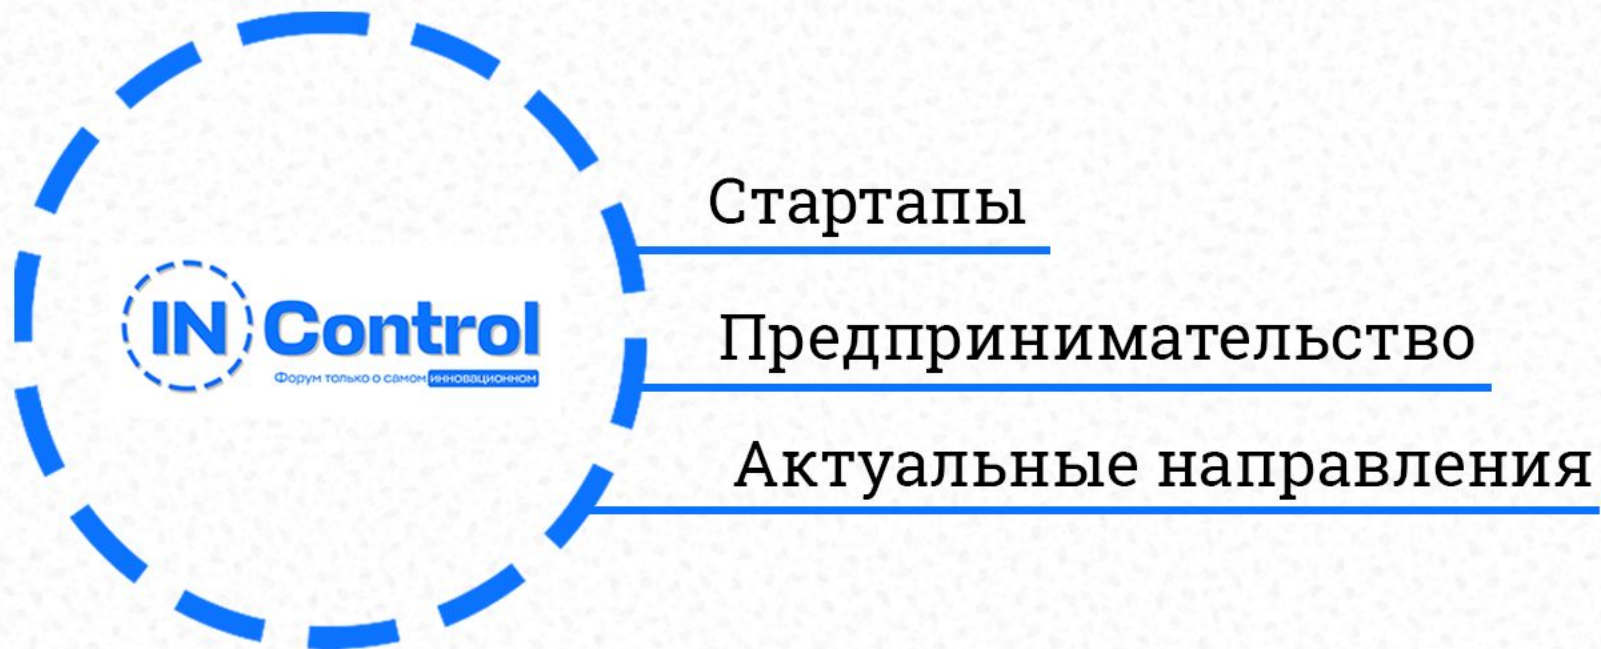 IN Control
Форум только о самом инновационном
Стартапы
Предпринимательство
Актуальные направления